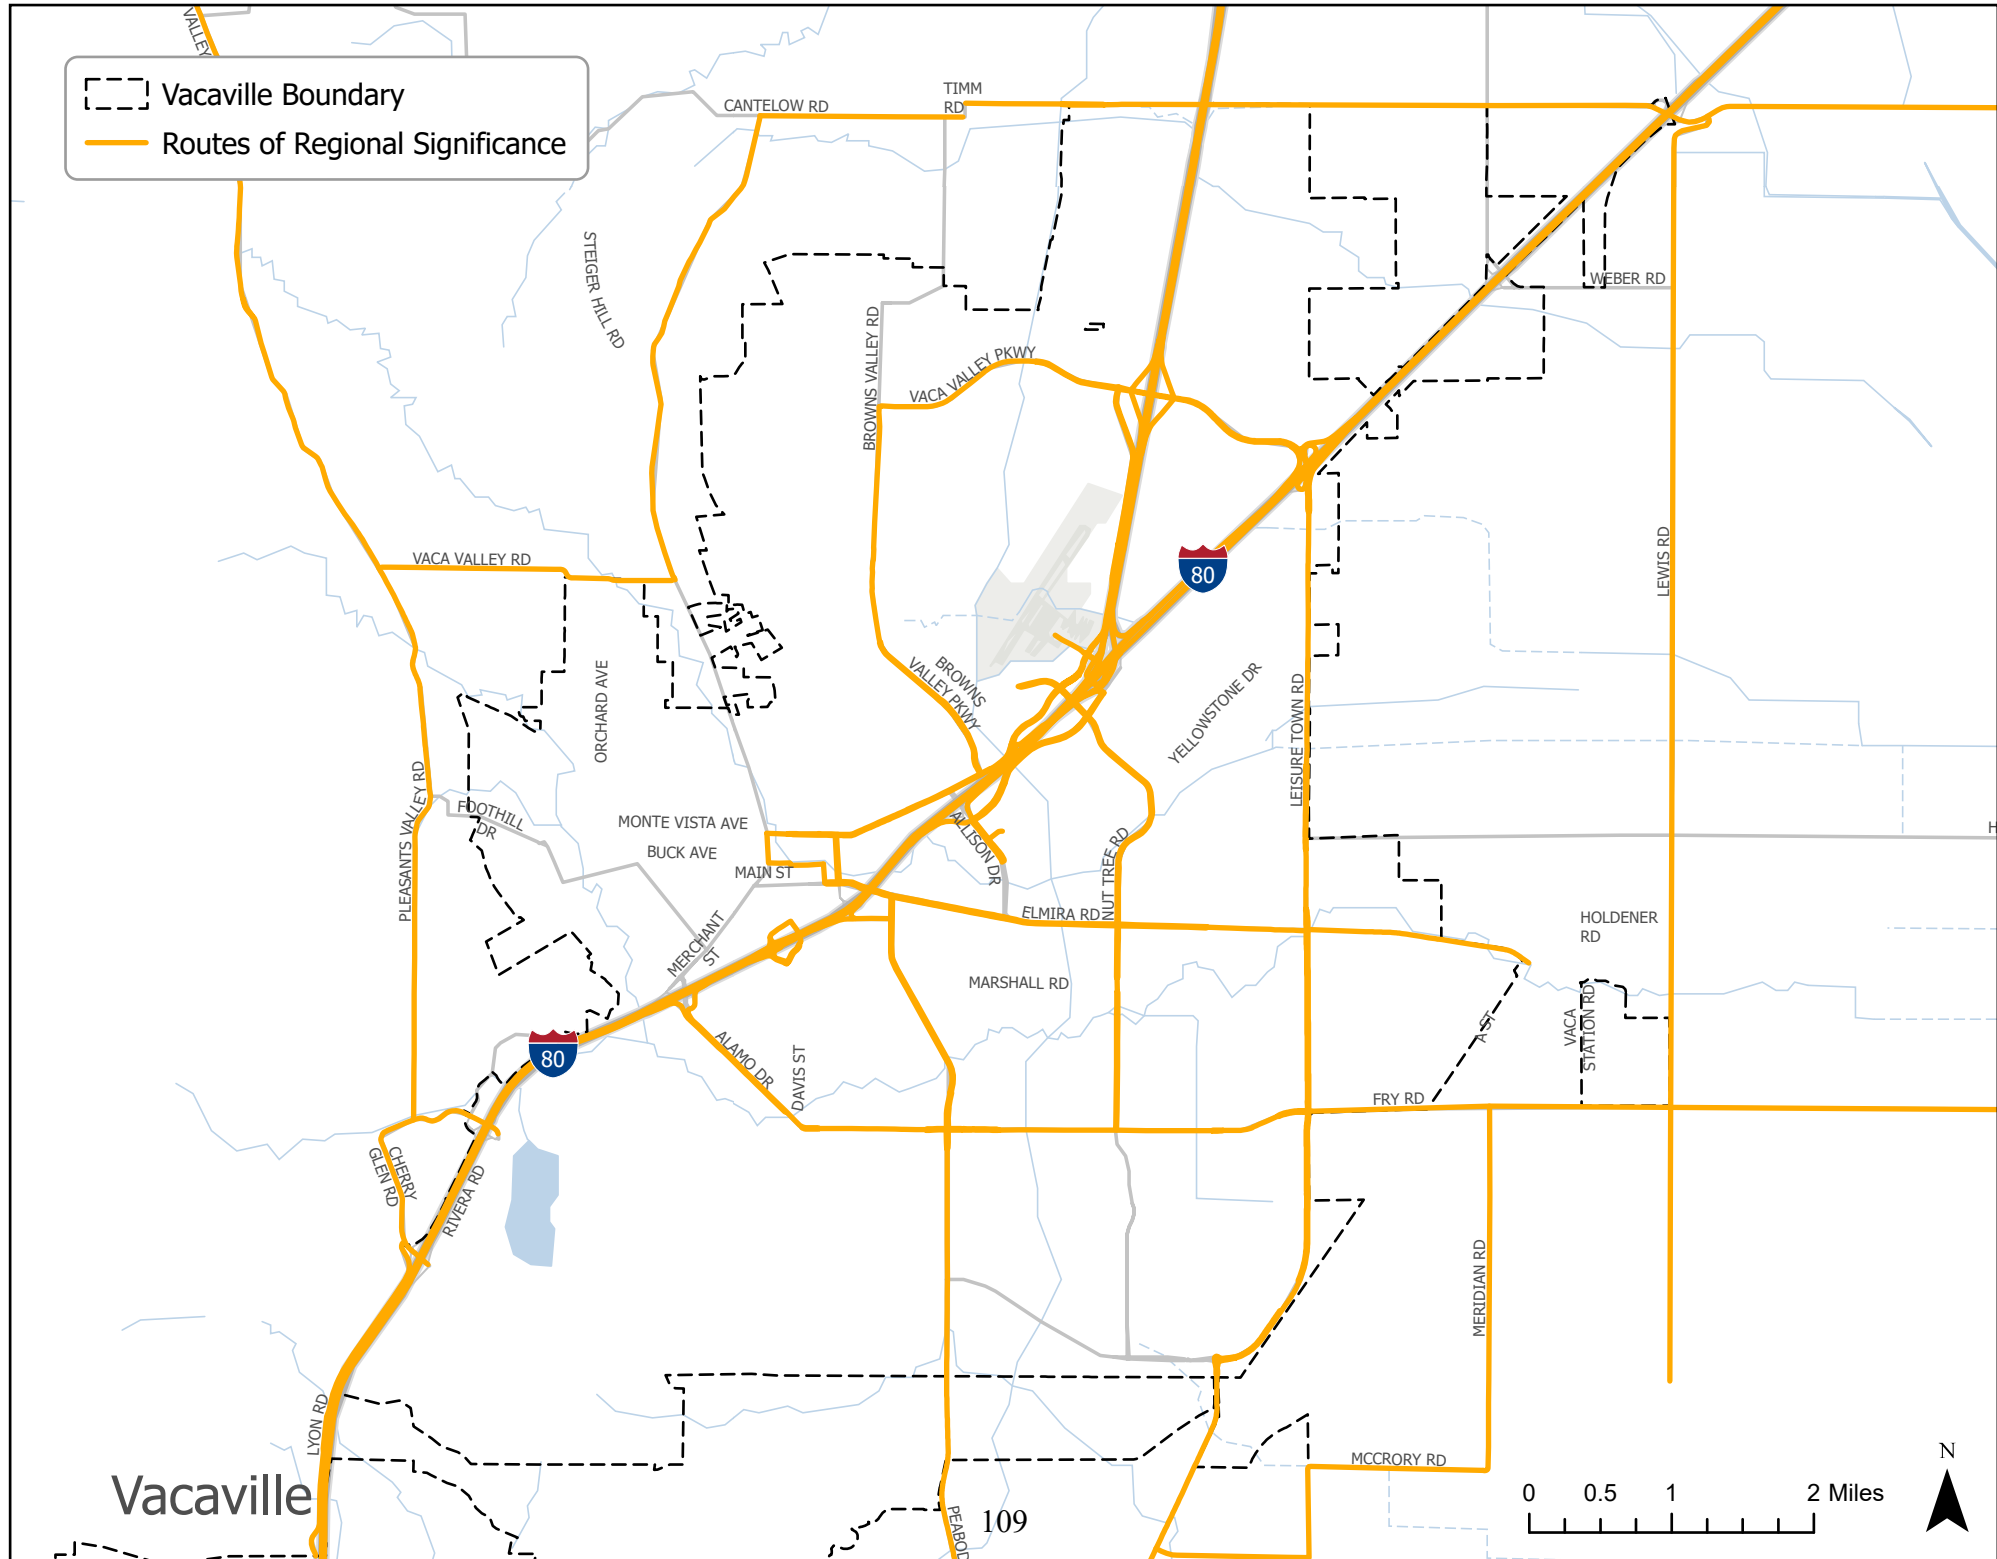 VALLEY
Vacaville Boundary
Routes of Regional Significance
CANTELOW RD
TIMM
RD
STEIGER HILL RD
BROWNS VALLEY RD
VACA VALLEY PKWY
WEBER RD
VACA VALLEY RD
80
LEWIS RD
ORCHARD AVE
BROWNS
VALLEY PKWY
YELLOWSTONE DR
LEISURE TOWN RD
PLEASANTS VALLEY RD
FOOTHILL
DR
MONTE VISTA AVE
BUCK AVE
MAIN ST
ALLISON DR
NUT TREE RD
H
MERCHANT
ST
ELMIRA RD
HOLDENER
RD
MARSHALL RD
A ST
VACA
STATION RD
80
ALAMO DR
DAVIS ST
FRY RD
CHERRY
GLEN RD
RIVERA RD
MERIDIAN RD
LYON RD
MCCRORY RD
Vacaville
PEABOD
109
0 0.5 1 2 Miles
N